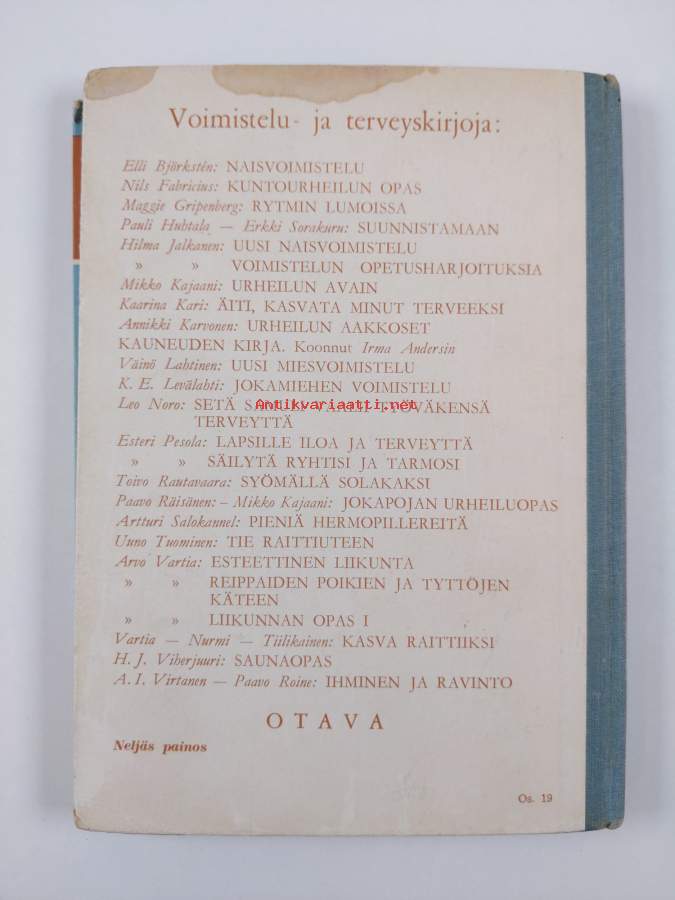 Voimistelu- ja terveyskirjoja:
Elli Björkstén: NAISVOIMISTELU
Nils Fabricius: KUNTOURHEILUN OPAS
Maggie Gripenberg: RYTMIN LUMOISSA
Pauli Huhtala — Erkki Sorakuru: SUUNNISTAMAAN
Hilma Jalkanen: UUSI NAISVOIMISTELU
» » VOIMISTELUN OPETUSHARJOITUKSIA
Mikko Kajaani: URHEILUN AVAIN
Kaarina Kari: ÄITI, KASVATA MINUT TERVEEKSI
Annikki Karvonen: URHEILUN AAKKOSET
KAUNEUDEN KIRJA. Koonnut Irma Andersin
Väinö Lahtinen: UUSI MIESVOIMISTELU
K. E. Levälahti: JOKAMIEHEN VOIMISTELU
Antikvariaatti.net
Leo Noro: SETÄ TYÖVÄKENSÄ
TERVEYTTÄ
Esteri Pesola: LAPSILLE ILOA JA TERVEYTTÄ
» » SÄILYTÄ RYHTISI JA TARMOSI
Toivo Rautavaara: SYÖMÄLLÄ SOLAKAKSI
Paavo Räisänen: – Mikko Kajaani: JOKAPOJAN URHEILUOPAS
Artturi Salokannel: PIENIÄ HERMOPILLEREITÄ
Uuno Tuominen: TIE RAITTIUTEEN
Arvo Vartia: ESTEETTINEN LIIKUNTA
» » REIPPAIDEN POIKIEN JA TYTTÖJEN
KÄTEEN
» » LIIKUNNAN OPAS I
Vartia — Nurmi — Tiilikainen: KASVA RAITTIIKSI
H. J. Viherjuuri: SAUNAOPAS
A. I. Virtanen — Paavo Roine: IHMINEN JA RAVINTO
OTAVA
Neljäs painos
Os. 19